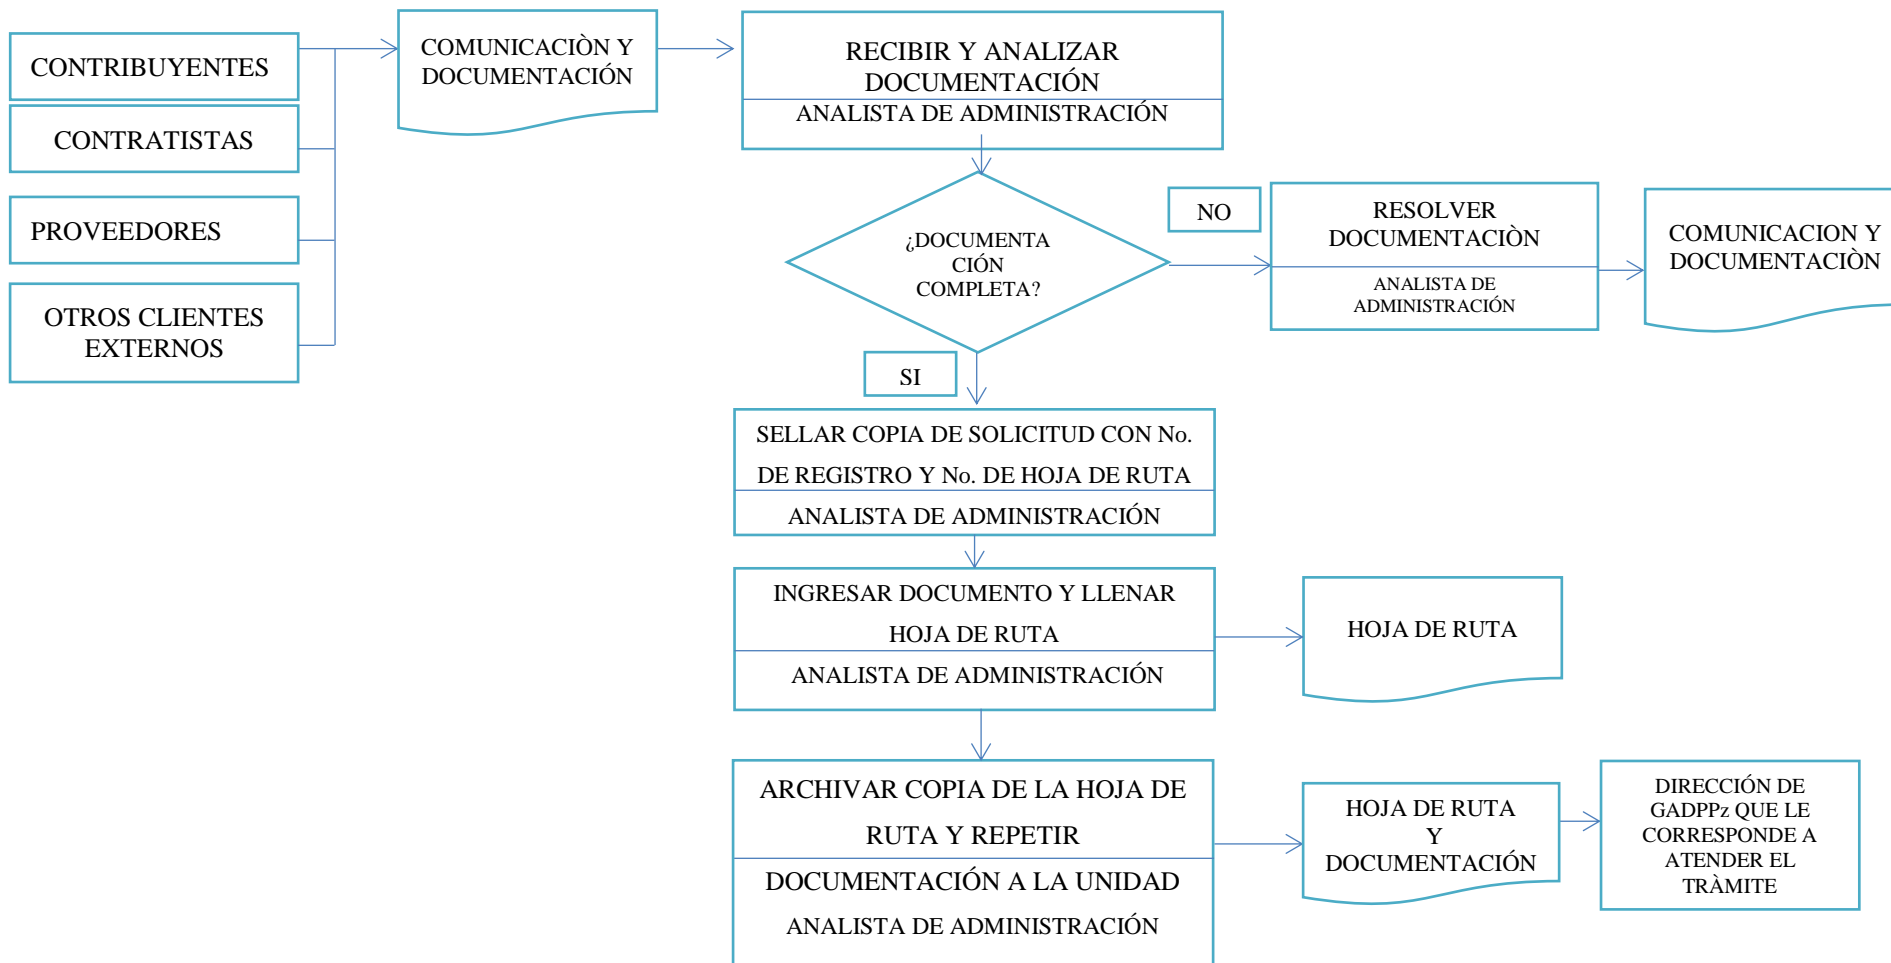 CONTRIBUYENTES
CONTRATISTAS
PROVEEDORES
OTROS CLIENTES
EXTERNOS
COMUNICACIÒN Y
DOCUMENTACIÓN
RECIBIR Y ANALIZAR
DOCUMENTACIÓN
ANALISTA DE ADMINISTRACIÓN
¿DOCUMENTA
CIÓN
COMPLETA?
NO
RESOLVER
DOCUMENTACIÒN
ANALISTA DE
ADMINISTRACIÓN
COMUNICACION Y
DOCUMENTACIÒN
SI
SELLAR COPIA DE SOLICITUD CON No.
DE REGISTRO Y No. DE HOJA DE RUTA
ANALISTA DE ADMINISTRACIÓN
INGRESAR DOCUMENTO Y LLENAR
HOJA DE RUTA
ANALISTA DE ADMINISTRACIÓN
HOJA DE RUTA
ARCHIVAR COPIA DE LA HOJA DE
RUTA Y REPETIR
DOCUMENTACIÓN A LA UNIDAD
ANALISTA DE ADMINISTRACIÓN
HOJA DE RUTA
Y
DOCUMENTACIÓN
DIRECCIÓN DE
GADPPz QUE LE
CORRESPONDE A
ATENDER EL
TRÀMITE